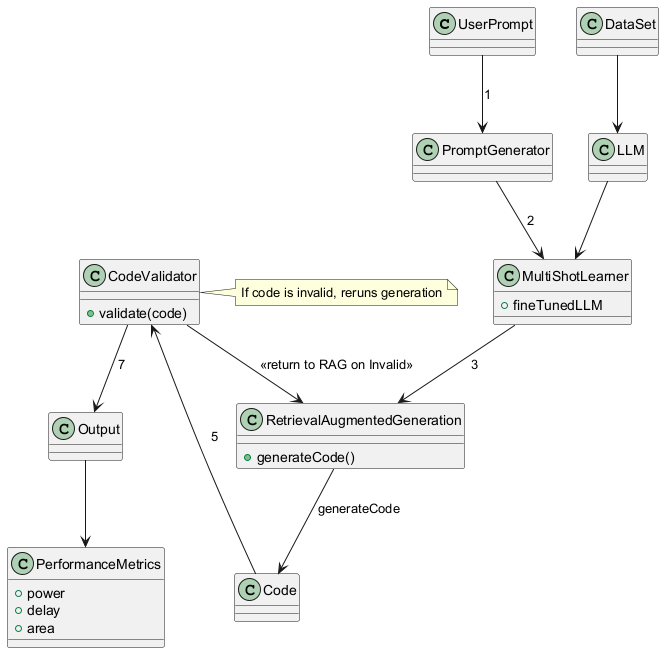 C UserPrompt
C DataSet
1
C PromptGenerator
C LLM
2
C CodeValidator
validate(code)
If code is invalid, reruns generation
C MultiShotLearner
fineTunedLLM
7
«return to RAG on Invalid»
3
C Output
5
C RetrievalAugmentedGeneration
generateCode()
generateCode
C PerformanceMetrics
power
delay
area
C Code